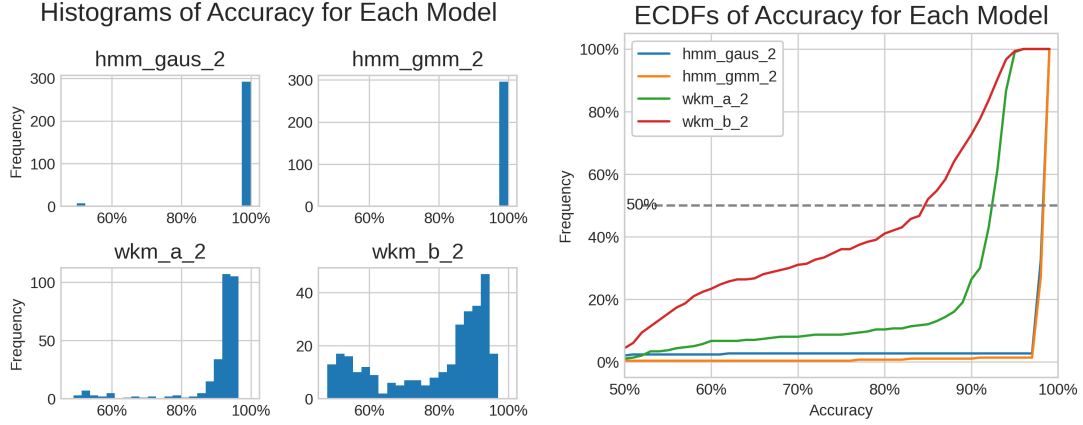 Histograms of Accuracy for Each Model
hmm_gaus_2
hmm_gmm_2
300
200
100
0
Frequency
60%
80%
100%
300
200
100
0
60%
80%
100%
wkm_a_2
wkm_b_2
100
50
0
Frequency
60%
80%
100%
40
20
0
60%
80%
100%
ECDFs of Accuracy for Each Model
hmm_gaus_2
hmm_gmm_2
wkm_a_2
wkm_b_2
100%
80%
60%
50%
40%
20%
0%
Frequency
50%
60%
70%
80%
90%
100%
Accuracy